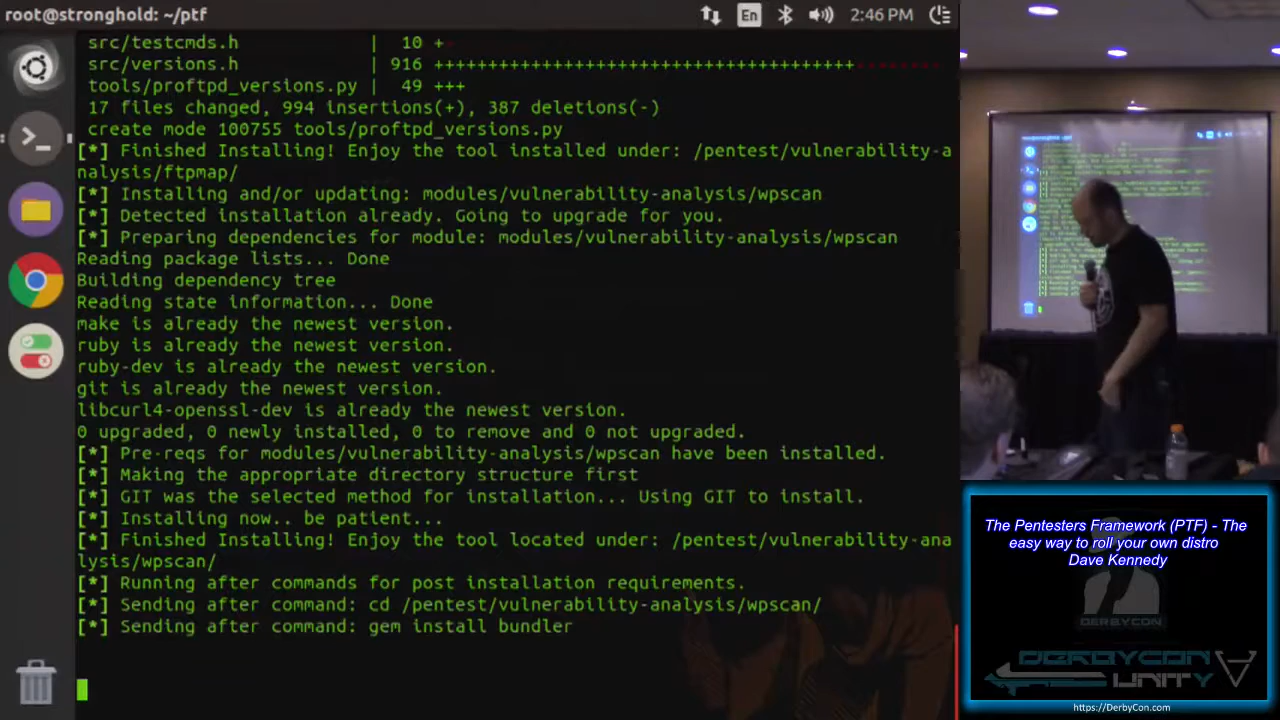 root@stronghold: ~/ptf
En
2:46 PM
src/testcmds.h | 10 +-
src/versions.h | 916 +++++++++++++++++++++++++++++++++++++++--------
tools/proftpd_versions.py | 49 +++
17 files changed, 994 insertions(+), 387 deletions(-)
create mode 100755 tools/proftpd_versions.py
[*] Finished Installing! Enjoy the tool installed under: /pentest/vulnerability-a
nalysis/ftpmap/
[*] Installing and/or updating: modules/vulnerability-analysis/wpscan
[*] Detected installation already. Going to upgrade for you.
[*] Preparing dependencies for module: modules/vulnerability-analysis/wpscan
Reading package lists... Done
Building dependency tree
Reading state information... Done
make is already the newest version.
ruby is already the newest version.
ruby-dev is already the newest version.
git is already the newest version.
libcurl4-openssl-dev is already the newest version.
0 upgraded, 0 newly installed, 0 to remove and 0 not upgraded.
[*] Pre-reqs for modules/vulnerability-analysis/wpscan have been installed.
[*] Making the appropriate directory structure first
[*] GIT was the selected method for installation... Using GIT to install.
[*] Installing now.. be patient...
[*] Finished Installing! Enjoy the tool located under: /pentest/vulnerability-ana
lysis/wpscan/
[*] Running after commands for post installation requirements.
[*] Sending after command: cd /pentest/vulnerability-analysis/wpscan/
[*] Sending after command: gem install bundler
The Pentesters Framework (PTF) - The
easy way to roll your own distro
Dave Kennedy
DERBYCON
DERBYCON
UNITY
https://DerbyCon.com